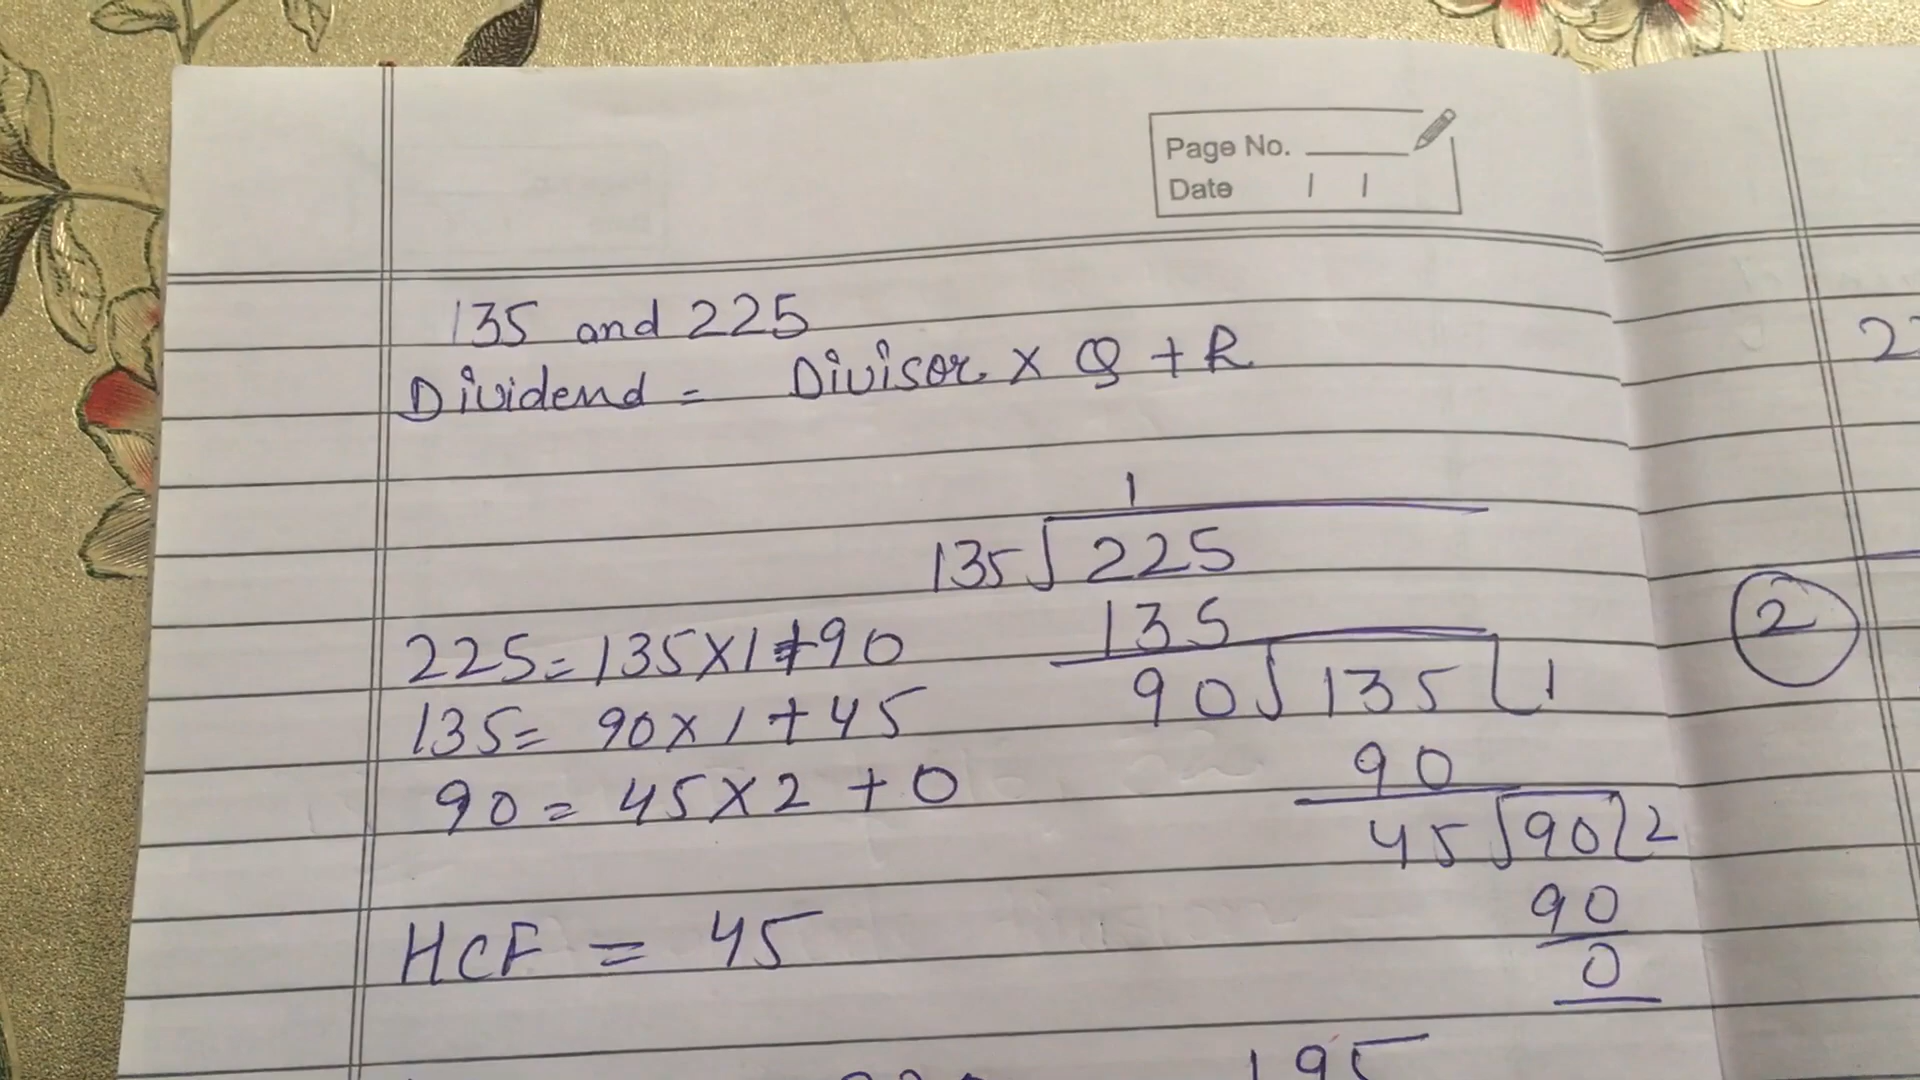 Page No.
Date
135 and 225
Dividend = Divisor × Q + R
1
135 225
135
90 135 1
90
45 90 2
90
0
225 = 135 × 1 + 90
135 = 90 × 1 + 45
90 = 45 × 2 + 0
HCF = 45
195
2